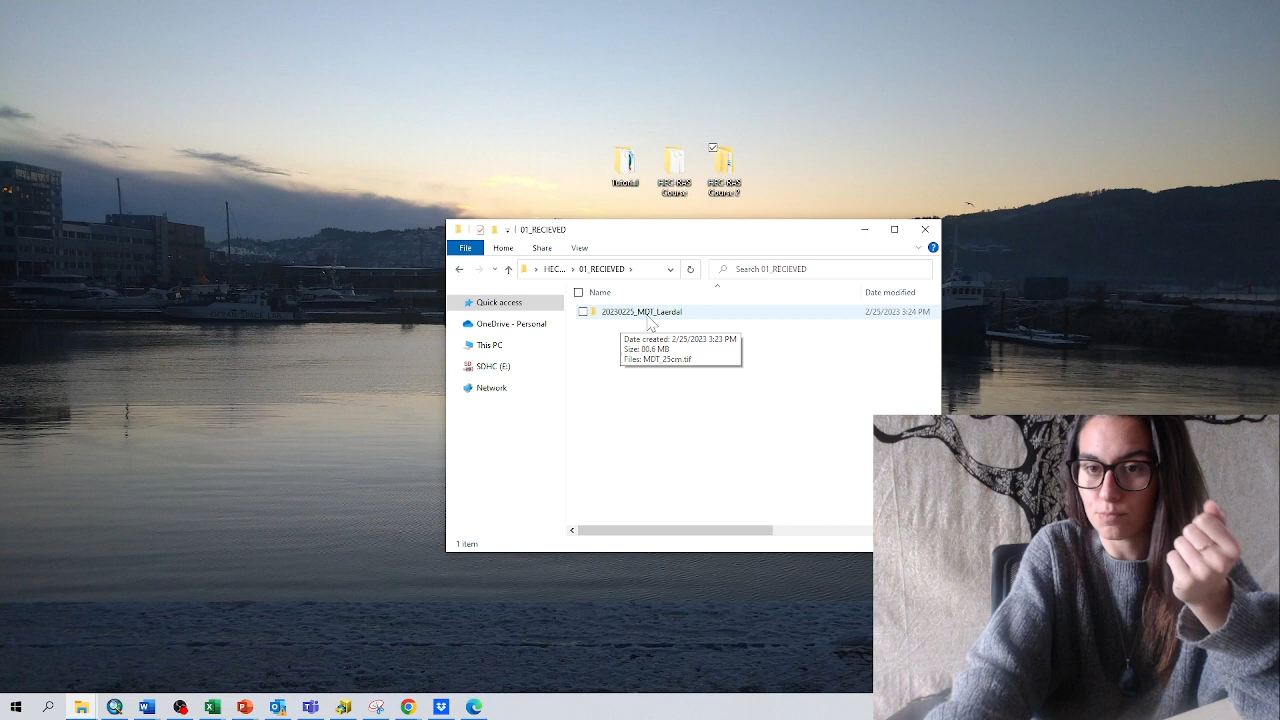 Tutorial
HEC-RAS
Course
HEC-RAS
Course 2
01_RECIEVED
File
Home
Share
View
HEC...
01_RECIEVED
Search 01_RECIEVED
Name
Date modified
Quick access
20230225_MDT_Laerdal
2/25/2023 3:24 PM
OneDrive - Personal
Date created: 2/25/2023 3:23 PM
This PC
Size: 80.6 MB
Files: MDT_25cm.tif
SDHC (E:)
Network
1 item